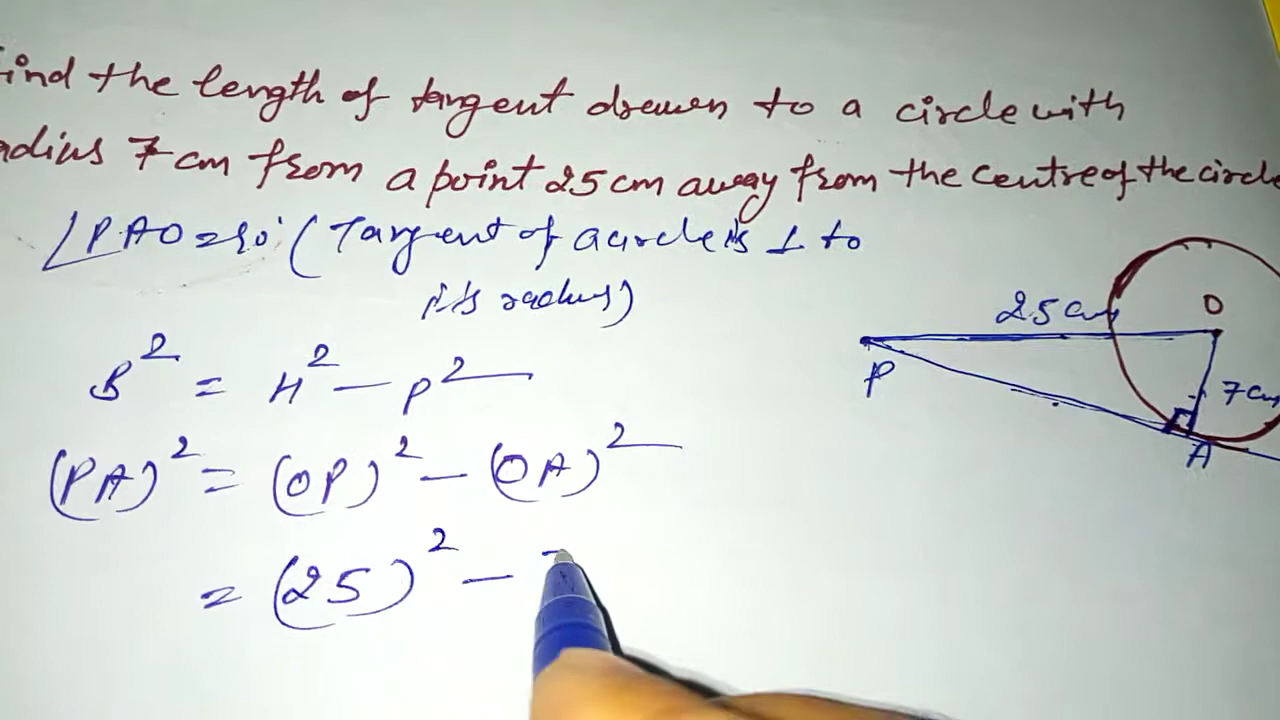 ind the length of tangent drawn to a circle with
adius 7 cm from a point 25 cm away from the centre of the circle
∠PAO = 90° (Tangent of a circle is ⊥ to
its radius)
B² = H² - P²
(PA)² = (OP)² - (OA)²
= (25)² -
25 cm
O
P
7 cm
A